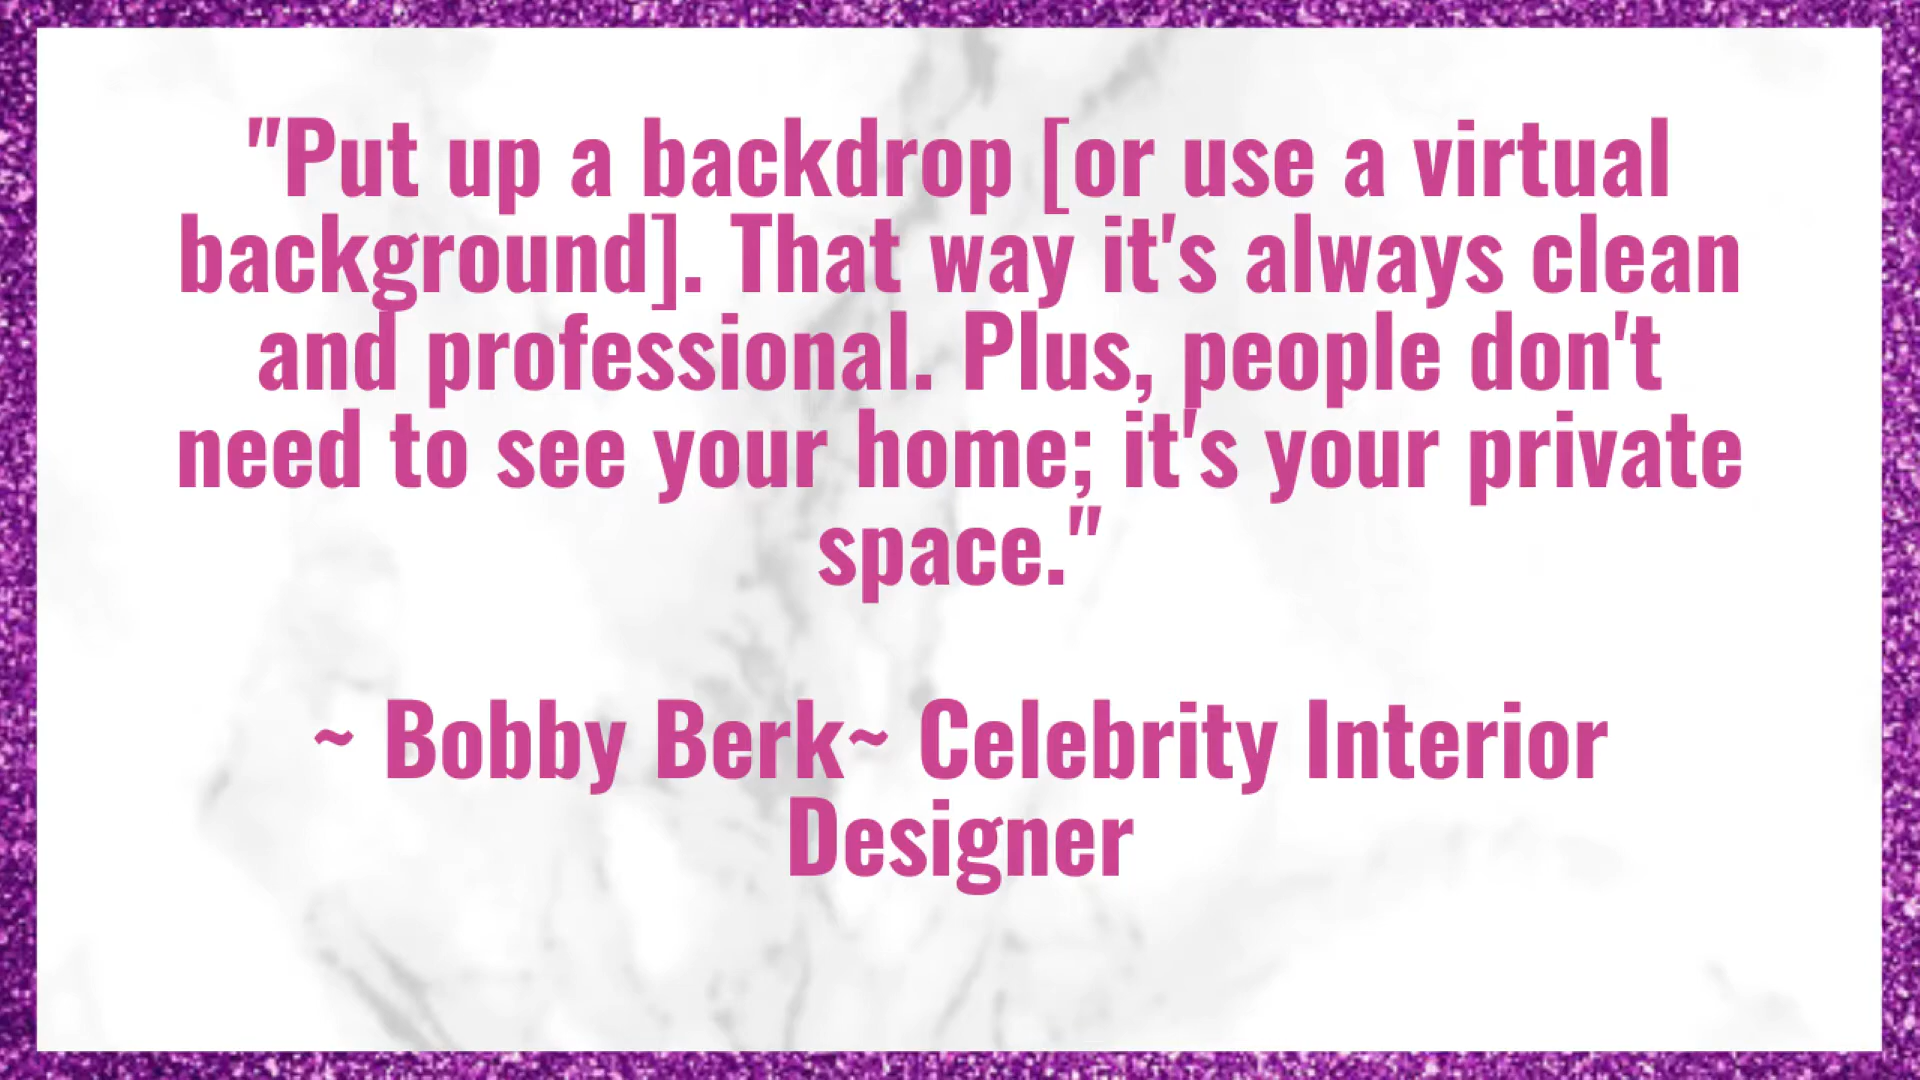 "Put up a backdrop [or use a virtual
background]. That way it's always clean
and professional. Plus, people don't
need to see your home; it's your private
space."
~ Bobby Berk~ Celebrity Interior
Designer